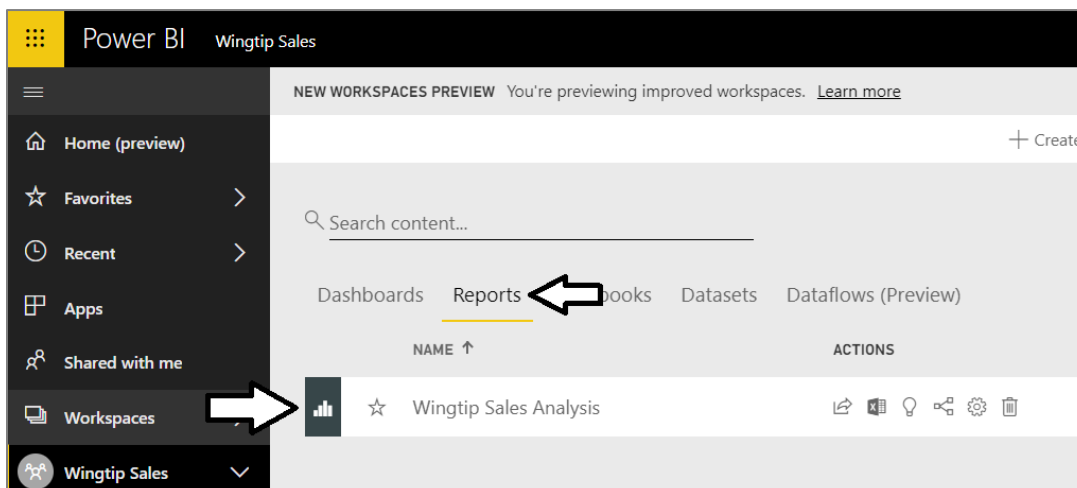 Power BI Wingtip Sales
NEW WORKSPACES PREVIEW You're previewing improved workspaces. Learn more
Home (preview)
Favorites
Recent
Apps
Shared with me
Workspaces
Wingtip Sales
Search content...
Dashboards Reports ooks Datasets Dataflows (Preview)
NAME ACTIONS
Wingtip Sales Analysis